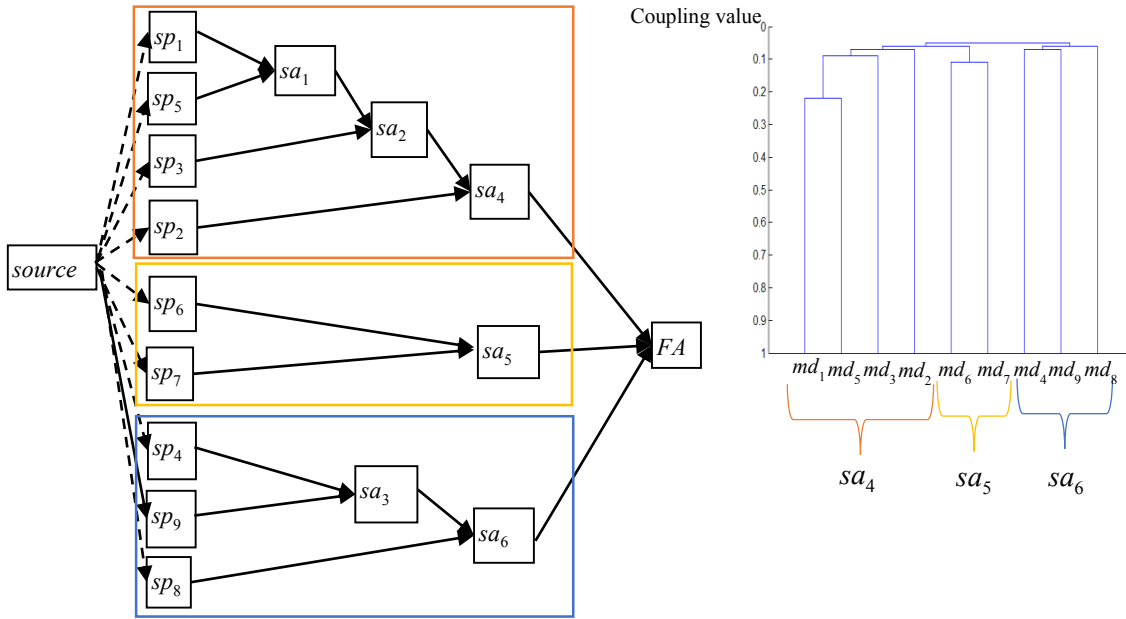 sp₁
sa₁
sp₅
sa₂
sp₃
sa₄
sp₂
source
sp₆
sa₅
FA
sp₇
sp₄
sa₃
sp₉
sa₆
sp₈
Coupling value
0
0.1
0.2
0.3
0.4
0.5
0.6
0.7
0.8
0.9
1
md₁ md₅ md₃ md₂ md₆ md₇ md₄ md₉ md₈
sa₄ sa₅ sa₆